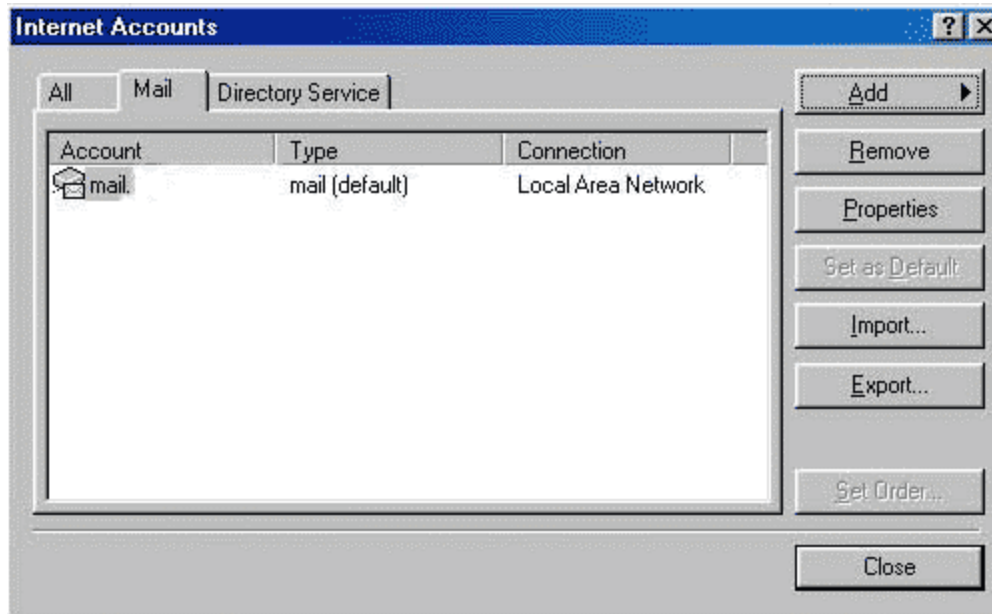 Internet Accounts
All Mail Directory Service
Account Type Connection
mail. mail (default) Local Area Network
Add
Remove
Properties
Set as Default
Import...
Export...
Set Order...
Close